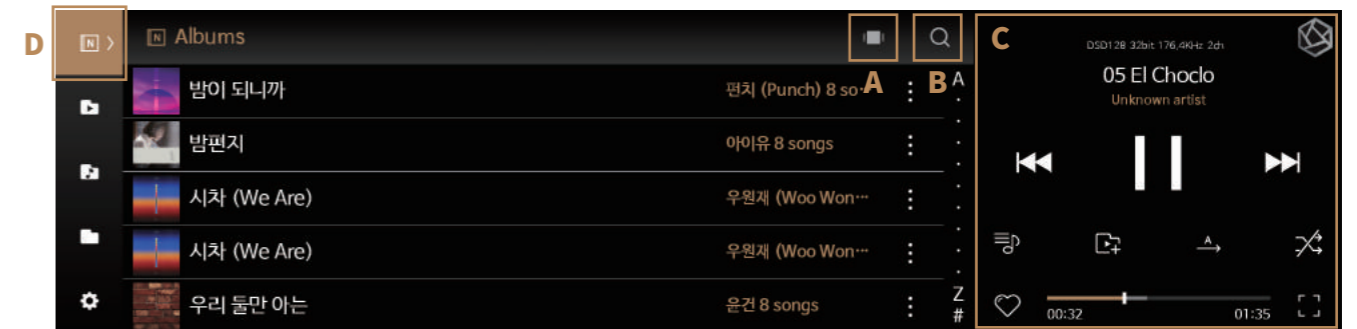 D
N
N Albums
A
B
밤이 되니까
펀치 (Punch) 8 so…
밤편지
아이유 8 songs
시차 (We Are)
우원재 (Woo Won…
시차 (We Are)
우원재 (Woo Won…
우리 둘만 아는
윤건 8 songs
A
Z
#
C
DSD128 32bit 176,4KHz 2ch
05 El Choclo
Unknown artist
A
00:32
01:35